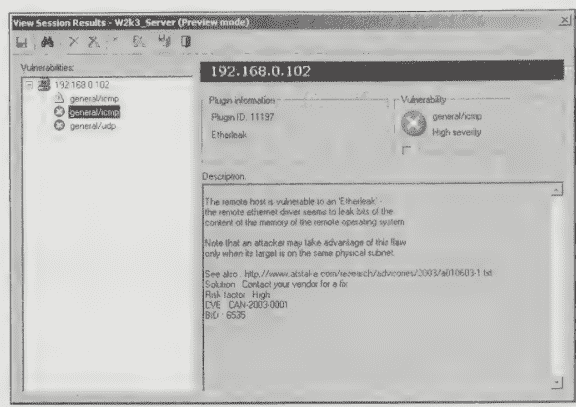 View Session Results - W2k3_Server (Preview mode)
Vulnerabilities:
192.168.0.102
general/icmp
general/icmp
general/udp
192.168.0.102
Plugin information
Plugin ID: 11197
Etherleak
Vulnerability
general/icmp
High severity
Description:
The remote host is vulnerable to an 'Etherleak' -
the remote ethernet driver seems to leak bits of the
content of the memory of the remote operating system
Note that an attacker may take advantage of this flaw
only when its target is on the same physical subnet
See also : http://www.atstake.com/research/advisories/2003/a010603-1.txt
Solution : Contact your vendor for a fix
Risk factor : High
CVE : CAN-2003-0001
BID : 6535